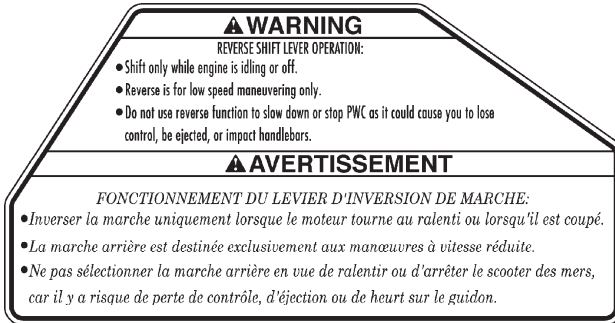 ⚠WARNING
REVERSE SHIFT LEVER OPERATION:
●Shift only while engine is idling or off.
●Reverse is for low speed maneuvering only.
●Do not use reverse function to slow down or stop PWC as it could cause you to lose
control, be ejected, or impact handlebars.
⚠AVERTISSEMENT
FONCTIONNEMENT DU LEVIER D'INVERSION DE MARCHE:
●Inverser la marche uniquement lorsque le moteur tourne au ralenti ou lorsqu'il est coupé.
●La marche arrière est destinée exclusivement aux manœuvres à vitesse réduite.
●Ne pas sélectionner la marche arrière en vue de ralentir ou d'arrêter le scooter des mers,
car il y a risque de perte de contrôle, d'éjection ou de heurt sur le guidon.